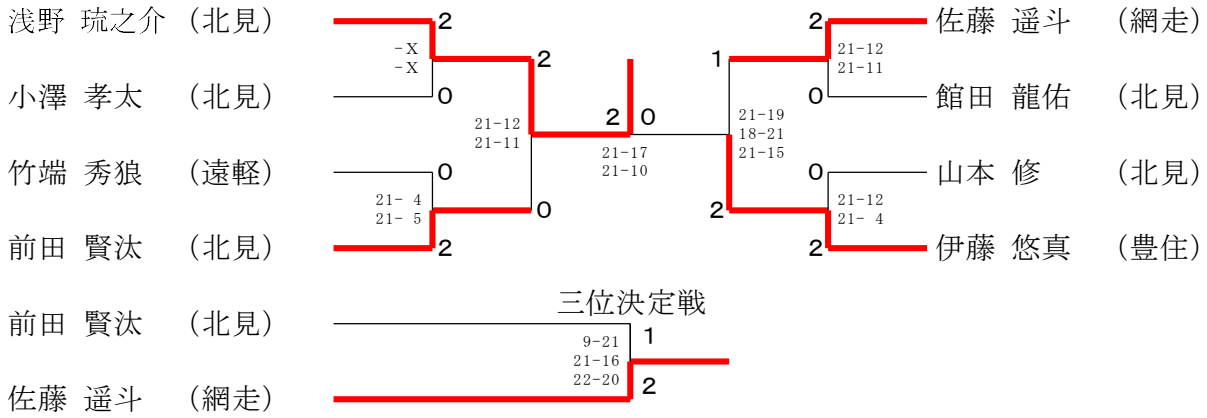 浅野 琉之介 (北見) 2 2 佐藤 遥斗 (網走)
-X 2 1 21-12
-X 21-11
小澤 孝太 (北見) 0 0 館田 龍佑 (北見)
21-12 2 0 21-19
21-11 21-17 18-21
21-10 21-15
竹端 秀狼 (遠軽) 0 0 山本 修 (北見)
21- 4 0 2 21-12
21- 5 21- 4
前田 賢汰 (北見) 2 2 伊藤 悠真 (豊住)
三位決定戦
前田 賢汰 (北見) 1
9-21
21-16
22-20
佐藤 遥斗 (網走) 2